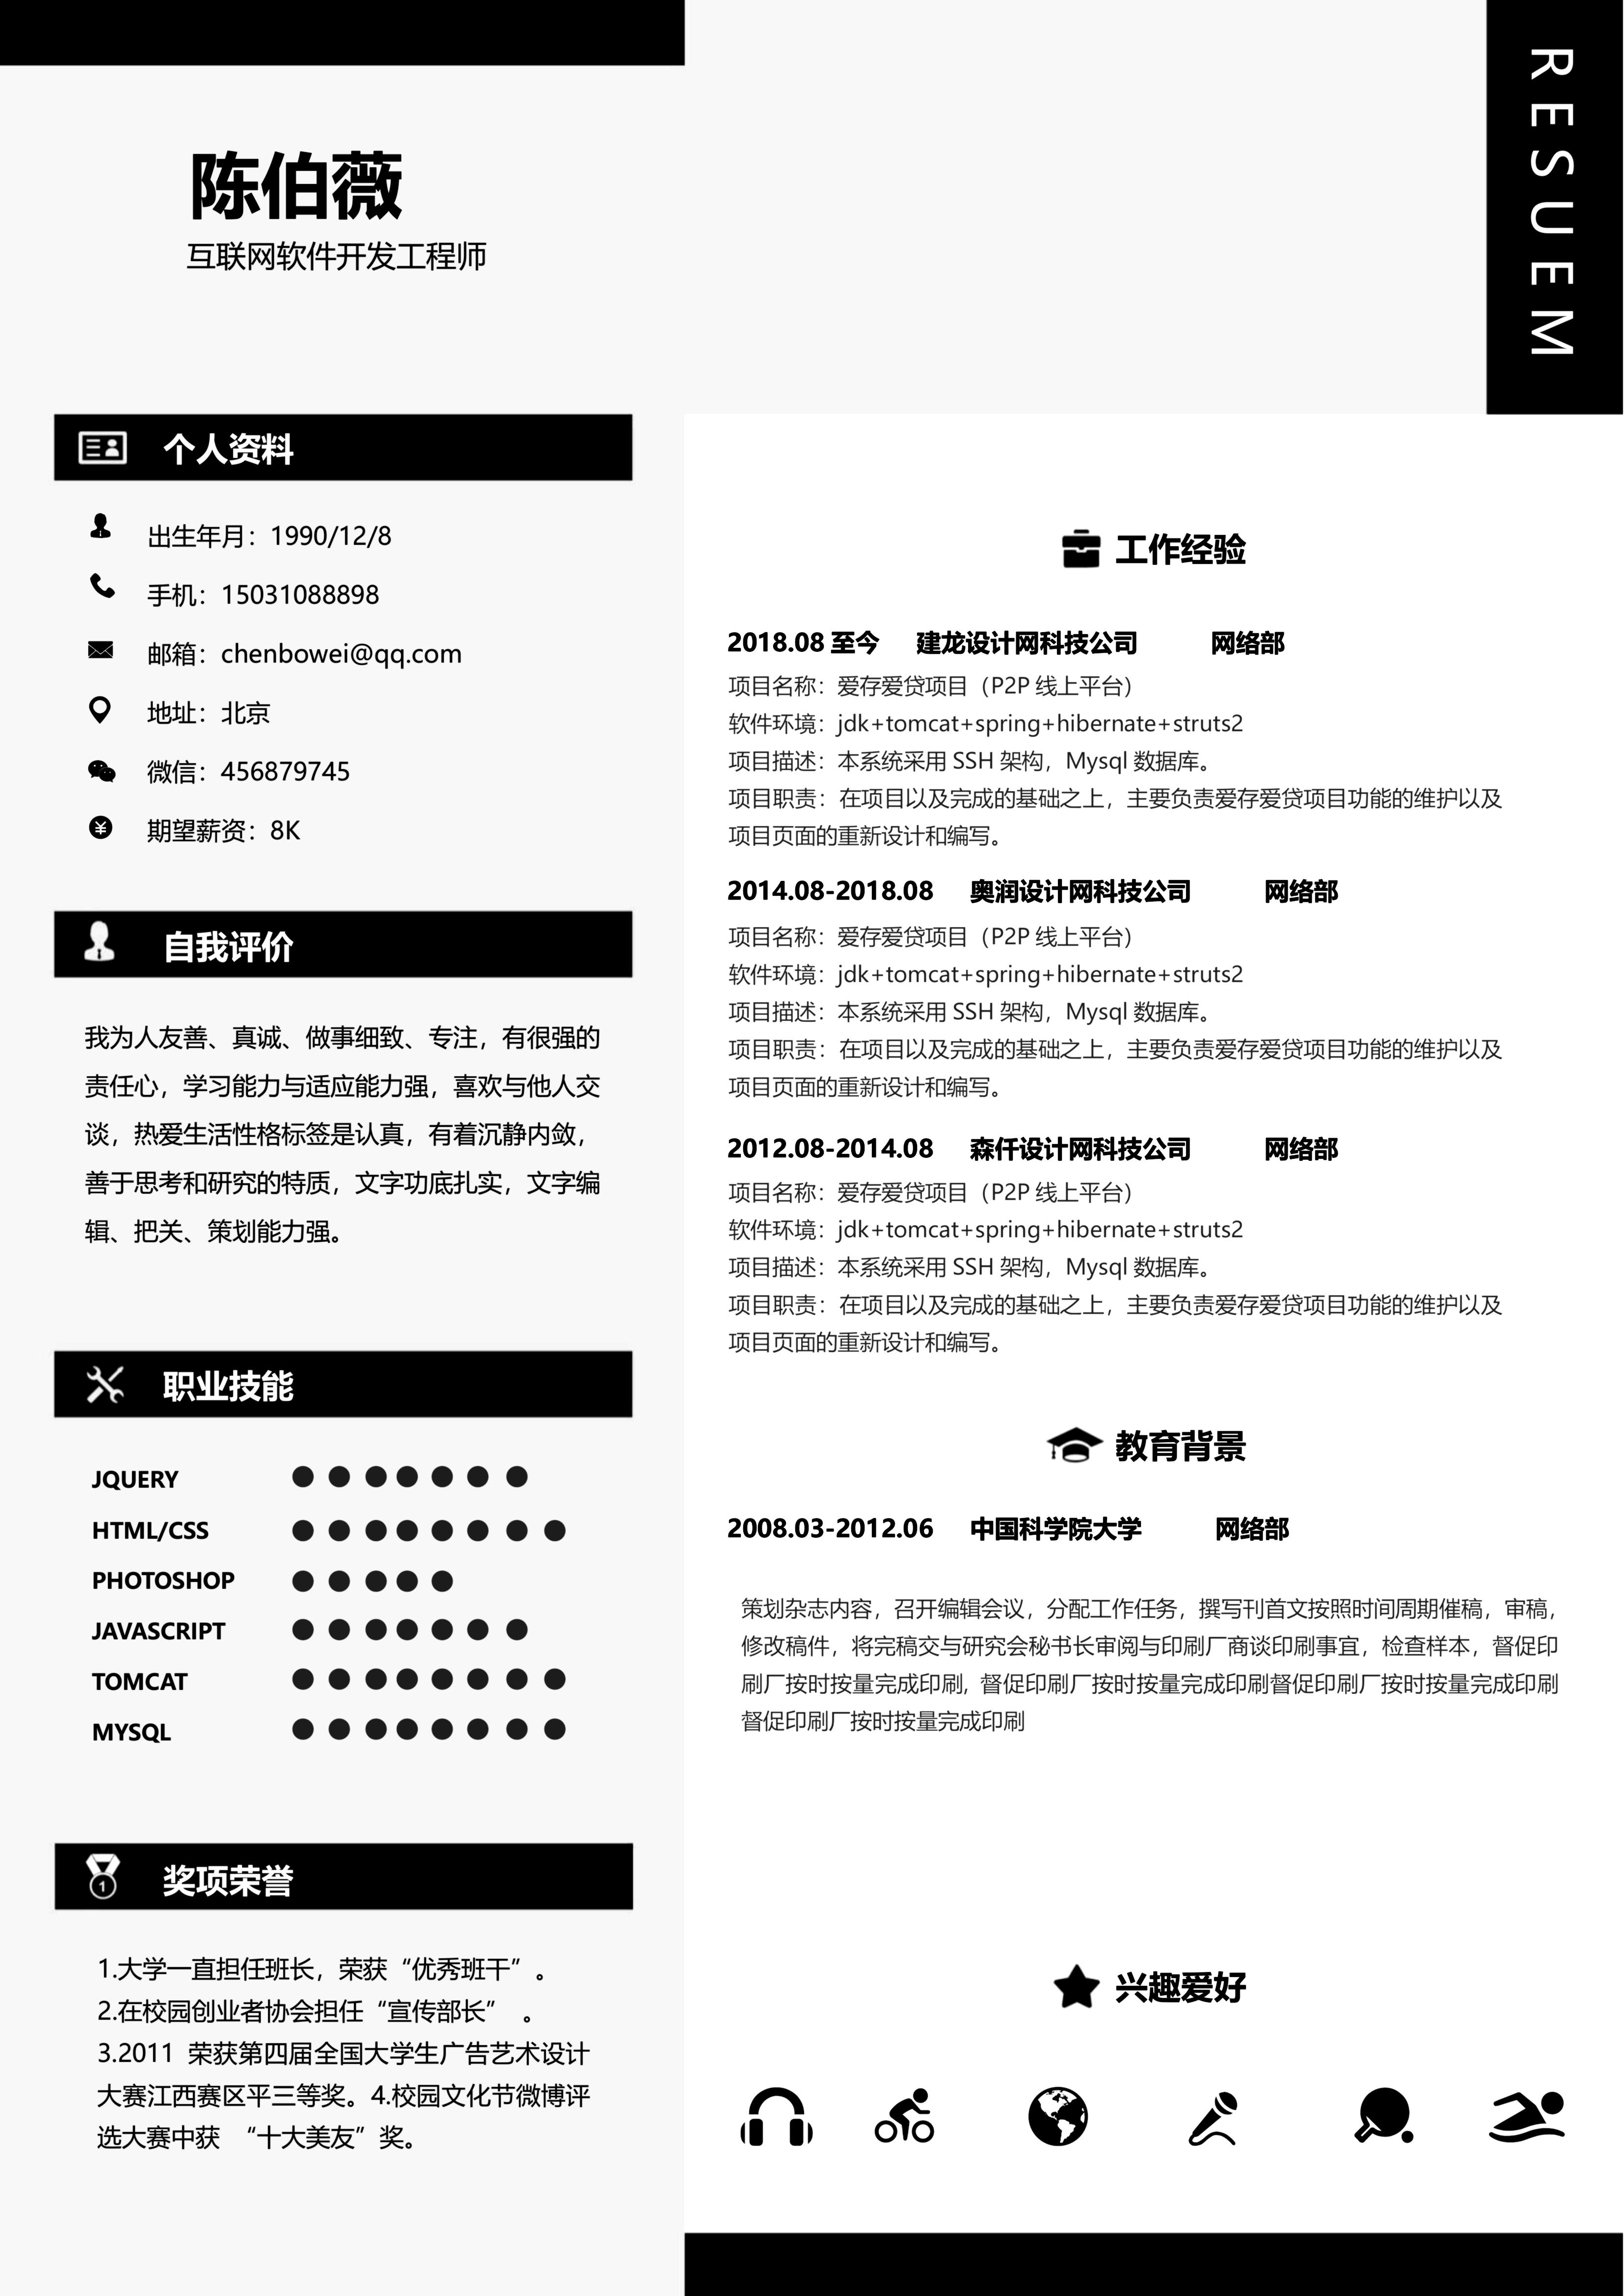 RESUEM
陈伯薇
互联网软件开发工程师
个人资料
出生年月：1990/12/8
手机：15031088898
邮箱：chenbowei@qq.com
地址：北京
微信：456879745
期望薪资：8K
自我评价
我为人友善、真诚、做事细致、专注，有很强的
责任心，学习能力与适应能力强，喜欢与他人交
谈，热爱生活性格标签是认真，有着沉静内敛，
善于思考和研究的特质，文字功底扎实，文字编
辑、把关、策划能力强。
职业技能
JQUERY
HTML/CSS
PHOTOSHOP
JAVASCRIPT
TOMCAT
MYSQL
奖项荣誉
1.大学一直担任班长，荣获“优秀班干”。
2.在校园创业者协会担任“宣传部长” 。
3.2011 荣获第四届全国大学生广告艺术设计
大赛江西赛区平三等奖。4.校园文化节微博评
选大赛中获 “十大美友”奖。
工作经验
2018.08 至今 建龙设计网科技公司 网络部
项目名称：爱存爱贷项目（P2P 线上平台）
软件环境：jdk+tomcat+spring+hibernate+struts2
项目描述：本系统采用 SSH 架构，Mysql 数据库。
项目职责：在项目以及完成的基础之上，主要负责爱存爱贷项目功能的维护以及
项目页面的重新设计和编写。
2014.08-2018.08 奥润设计网科技公司 网络部
项目名称：爱存爱贷项目（P2P 线上平台）
软件环境：jdk+tomcat+spring+hibernate+struts2
项目描述：本系统采用 SSH 架构，Mysql 数据库。
项目职责：在项目以及完成的基础之上，主要负责爱存爱贷项目功能的维护以及
项目页面的重新设计和编写。
2012.08-2014.08 森仟设计网科技公司 网络部
项目名称：爱存爱贷项目（P2P 线上平台）
软件环境：jdk+tomcat+spring+hibernate+struts2
项目描述：本系统采用 SSH 架构，Mysql 数据库。
项目职责：在项目以及完成的基础之上，主要负责爱存爱贷项目功能的维护以及
项目页面的重新设计和编写。
教育背景
2008.03-2012.06 中国科学院大学 网络部
策划杂志内容，召开编辑会议，分配工作任务，撰写刊首文按照时间周期催稿，审稿，
修改稿件，将完稿交与研究会秘书长审阅与印刷厂商谈印刷事宜，检查样本，督促印
刷厂按时按量完成印刷, 督促印刷厂按时按量完成印刷督促印刷厂按时按量完成印刷
督促印刷厂按时按量完成印刷
兴趣爱好